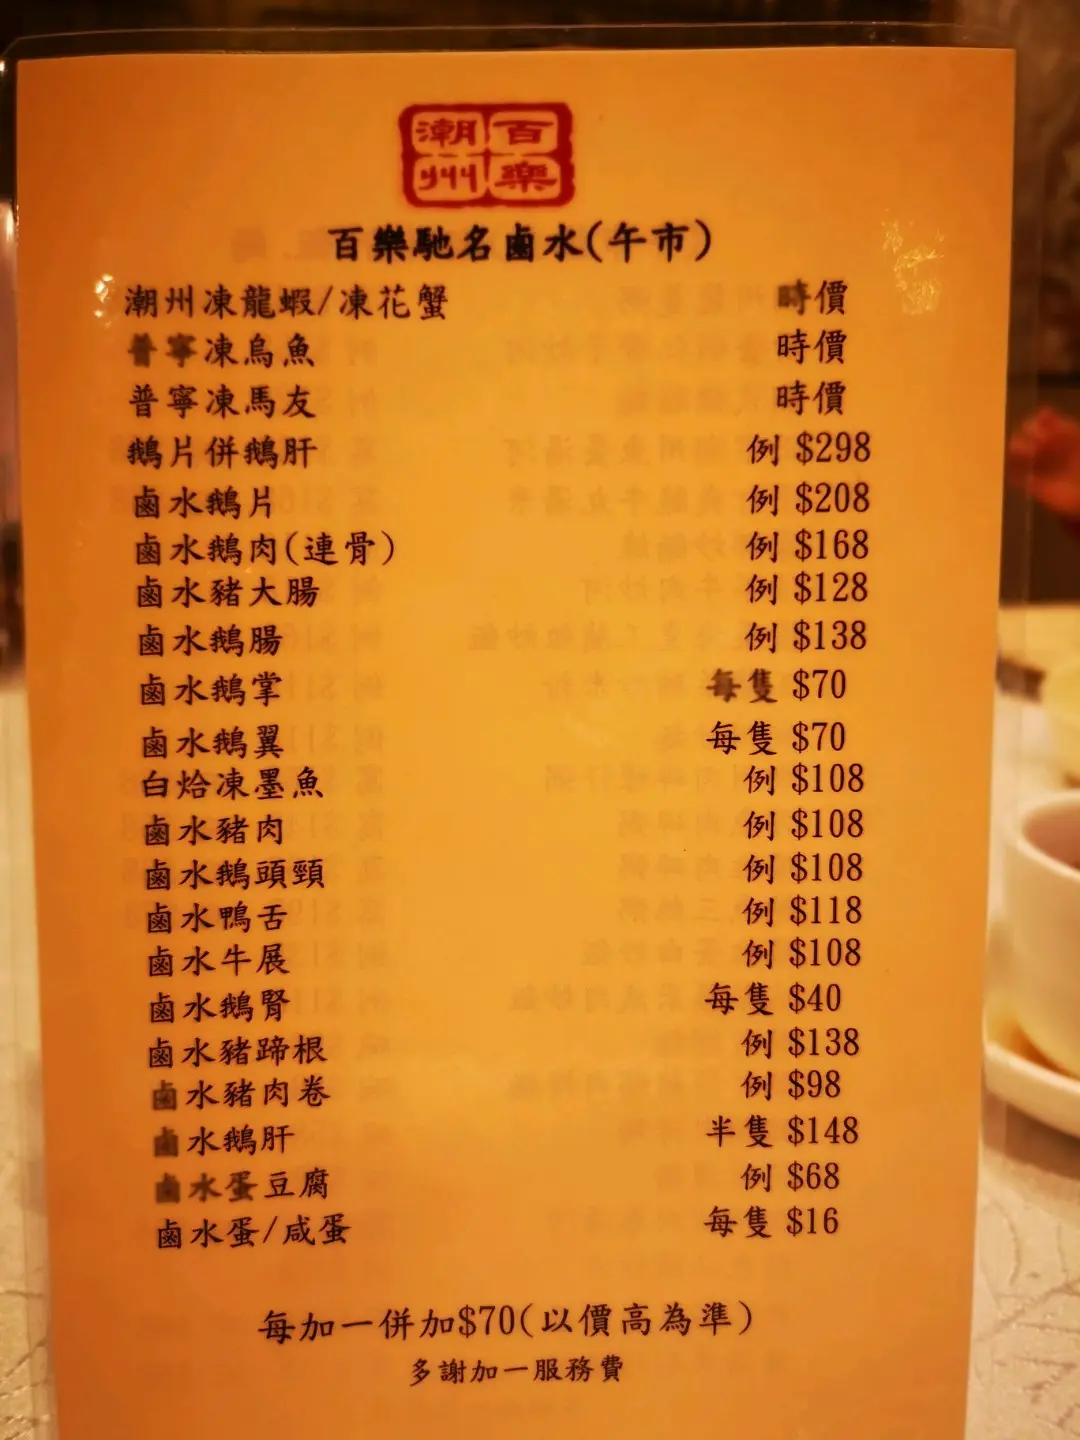 百樂
潮州
百樂馳名鹵水(午市)
潮州凍龍蝦/凍花蟹 時價
普寧凍烏魚 時價
普寧凍馬友 時價
鵝片併鵝肝 例 $298
鹵水鵝片 例 $208
鹵水鵝肉(連骨) 例 $168
鹵水豬大腸 例 $128
鹵水鵝腸 例 $138
鹵水鵝掌 每隻 $70
鹵水鵝翼 每隻 $70
白烚凍墨魚 例 $108
鹵水豬肉 例 $108
鹵水鵝頭頸 例 $108
鹵水鴨舌 例 $118
鹵水牛展 例 $108
鹵水鵝腎 每隻 $40
鹵水豬蹄根 例 $138
鹵水豬肉卷 例 $98
鹵水鵝肝 半隻 $148
鹵水蛋豆腐 例 $68
鹵水蛋/咸蛋 每隻 $16
每加一併加$70(以價高為準)
多謝加一服務費